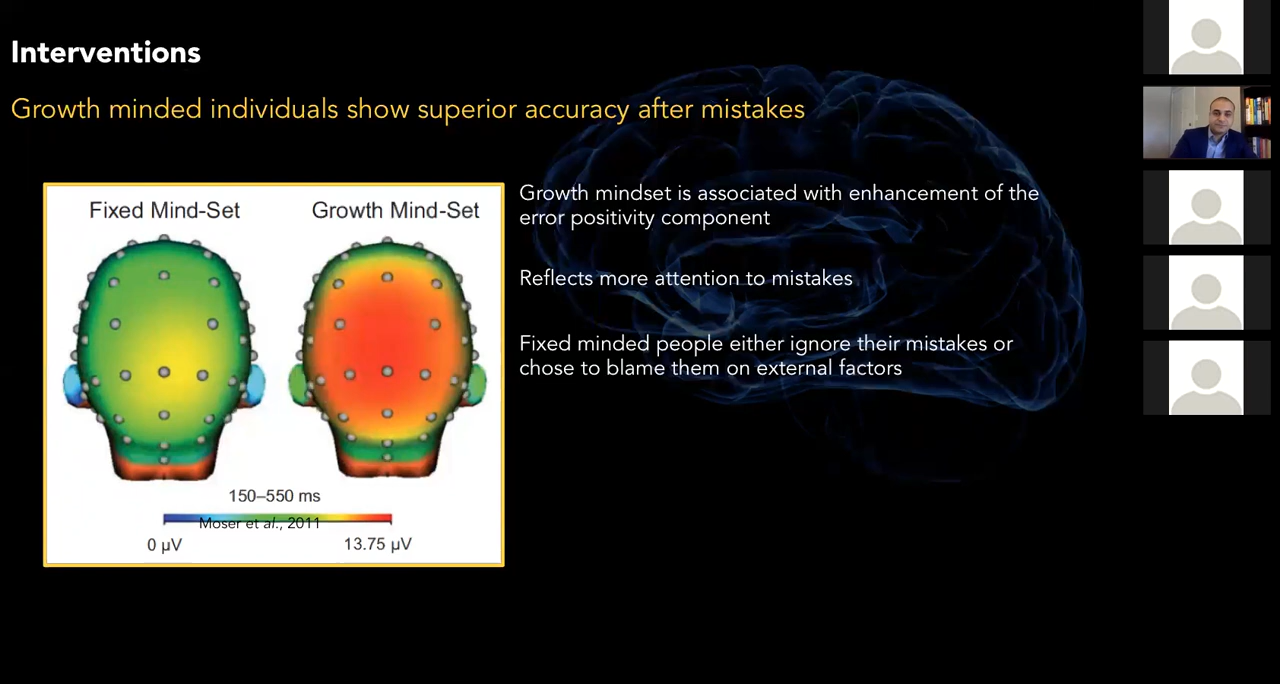 Interventions
Growth minded individuals show superior accuracy after mistakes
Fixed Mind-Set
Growth Mind-Set
150–550 ms
Moser et al., 2011
0 µV
13.75 µV
Growth mindset is associated with enhancement of the
error positivity component
Reflects more attention to mistakes
Fixed minded people either ignore their mistakes or
chose to blame them on external factors